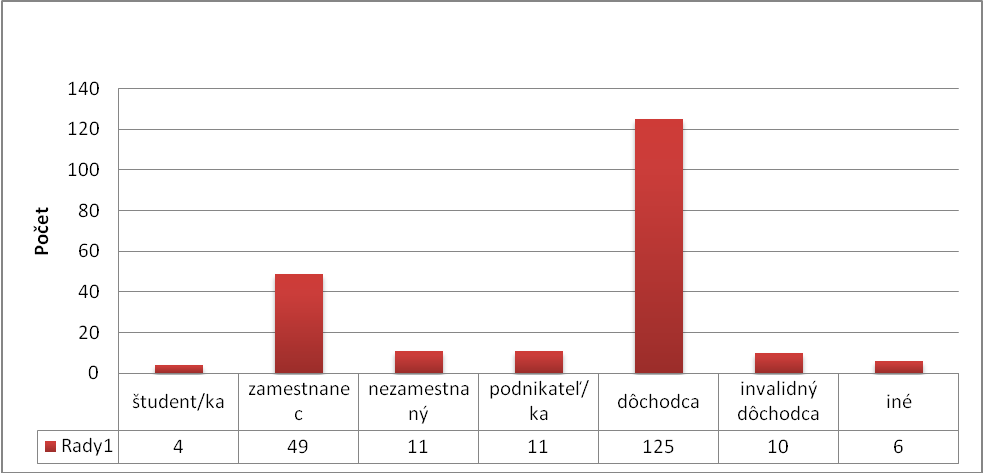 140
120
100
80
60
40
20
0
Počet
študent/ka
zamestnane
c
nezamestna
ný
podnikateľ/
ka
dôchodca
invalidný
dôchodca
iné
Rady1 4 49 11 11 125 10 6